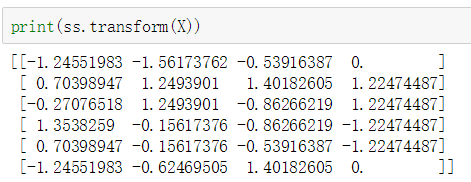 print(ss.transform(X))
[[-1.24551983 -1.56173762 -0.53916387  0.        ]
 [ 0.70398947  1.2493901   1.40182605  1.22474487]
 [-0.27076518  1.2493901  -0.86266219  1.22474487]
 [ 1.3538259  -0.15617376 -0.86266219 -1.22474487]
 [ 0.70398947 -0.15617376 -0.53916387 -1.22474487]
 [-1.24551983 -0.62469505  1.40182605  0.        ]]